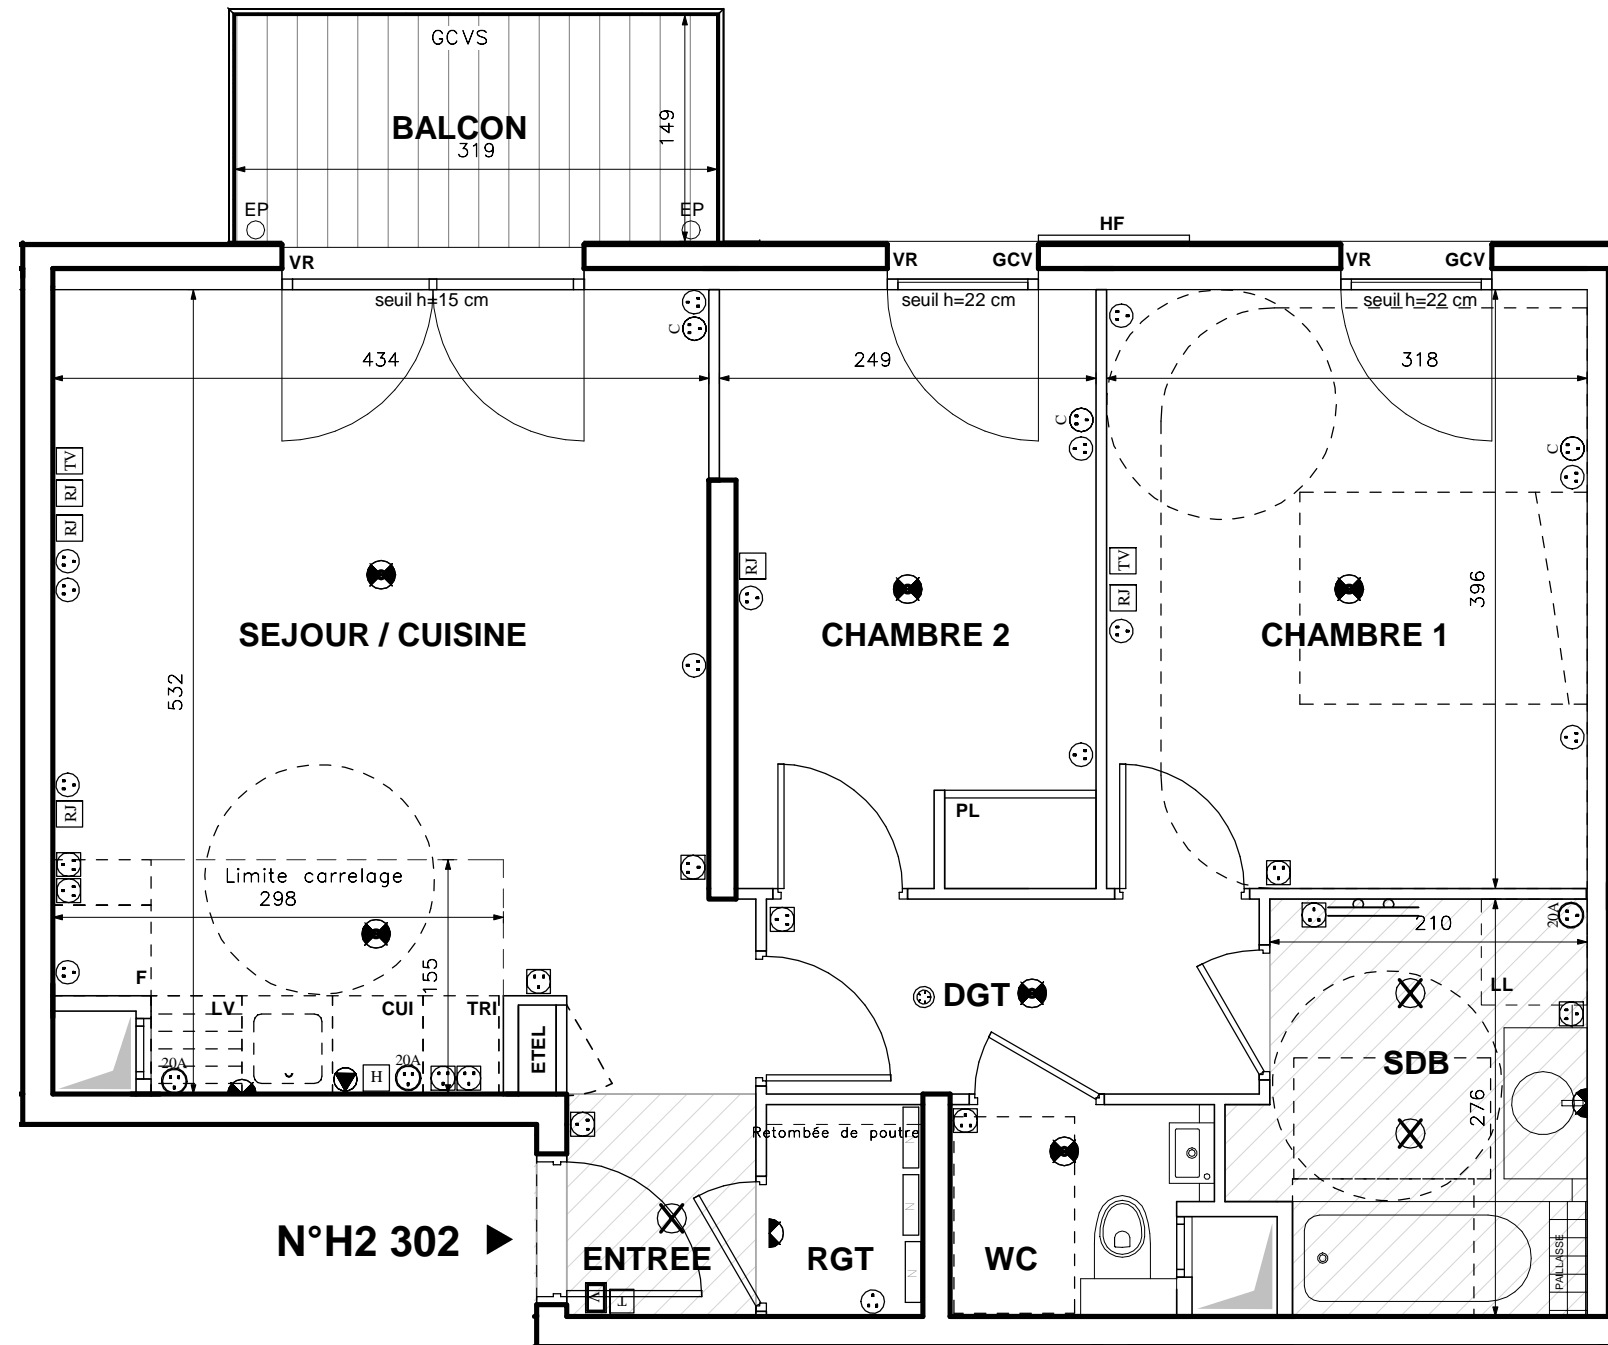 GCVS
BALCON
319
149
EP
EP
HF
VR
VR
GCV
VR
GCV
seuil h=15 cm
seuil h=22 cm
seuil h=22 cm
C
434
249
318
C
C
TV
RJ
RJ
RJ
TV
RJ
396
SEJOUR / CUISINE
CHAMBRE 2
CHAMBRE 1
532
RJ
PL
Limite carrelage
298
155
210
20A
F
LV
CUI
TRI
ETEL
DGT
LL
20A
H
20A
SDB
276
Retombée de poutre
N
N
N
N°H2 302
ENTREE
RGT
WC
PAILLASSE
V
T